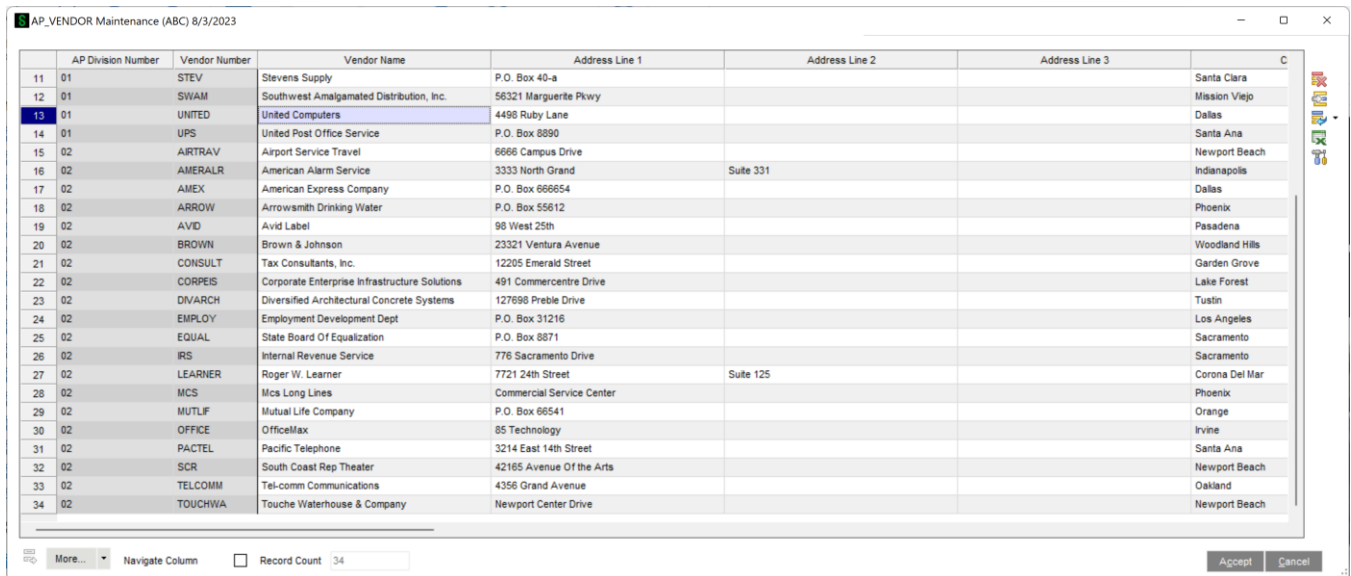 S AP_VENDOR Maintenance (ABC) 8/3/2023
AP Division Number Vendor Number Vendor Name Address Line 1 Address Line 2 Address Line 3 C
11 01 STEV Stevens Supply P.O. Box 40-a Santa Clara
12 01 SWAM Southwest Amalgamated Distribution, Inc. 56321 Marguerite Pkwy Mission Viejo
13 01 UNITED United Computers 4498 Ruby Lane Dallas
14 01 UPS United Post Office Service P.O. Box 8890 Santa Ana
15 02 AIRTRAV Airport Service Travel 6666 Campus Drive Newport Beach
16 02 AMERALR American Alarm Service 3333 North Grand Suite 331 Indianapolis
17 02 AMEX American Express Company P.O. Box 666654 Dallas
18 02 ARROW Arrowsmith Drinking Water P.O. Box 55612 Phoenix
19 02 AVID Avid Label 98 West 25th Pasadena
20 02 BROWN Brown & Johnson 23321 Ventura Avenue Woodland Hills
21 02 CONSULT Tax Consultants, Inc. 12205 Emerald Street Garden Grove
22 02 CORPEIS Corporate Enterprise Infrastructure Solutions 491 Commercentre Drive Lake Forest
23 02 DIVARCH Diversified Architectural Concrete Systems 127698 Preble Drive Tustin
24 02 EMPLOY Employment Development Dept P.O. Box 31216 Los Angeles
25 02 EQUAL State Board Of Equalization P.O. Box 8871 Sacramento
26 02 IRS Internal Revenue Service 776 Sacramento Drive Sacramento
27 02 LEARNER Roger W. Learner 7721 24th Street Suite 125 Corona Del Mar
28 02 MCS Mcs Long Lines Commercial Service Center Phoenix
29 02 MUTLIF Mutual Life Company P.O. Box 66541 Orange
30 02 OFFICE OfficeMax 85 Technology Irvine
31 02 PACTEL Pacific Telephone 3214 East 14th Street Santa Ana
32 02 SCR South Coast Rep Theater 42165 Avenue Of the Arts Newport Beach
33 02 TELCOMM Tel-comm Communications 4356 Grand Avenue Oakland
34 02 TOUCHWA Touche Waterhouse & Company Newport Center Drive Newport Beach
More... Navigate Column Record Count 34 Accept Cancel